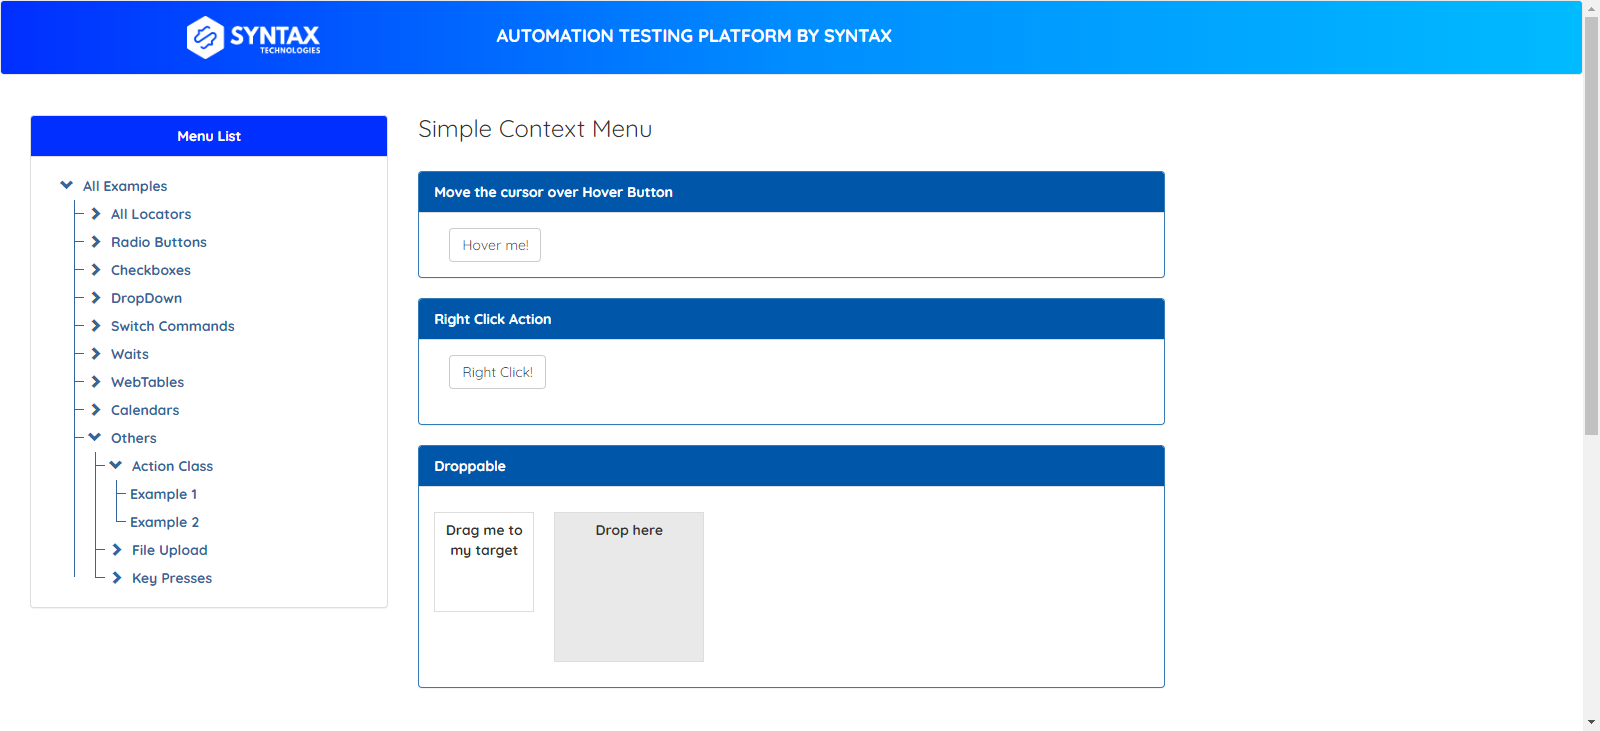 SYNTAX
TECHNOLOGIES
AUTOMATION TESTING PLATFORM BY SYNTAX
Menu List
All Examples
All Locators
Radio Buttons
Checkboxes
DropDown
Switch Commands
Waits
WebTables
Calendars
Others
Action Class
Example 1
Example 2
File Upload
Key Presses
Simple Context Menu
Move the cursor over Hover Button
Hover me!
Right Click Action
Right Click!
Droppable
Drag me to
my target
Drop here